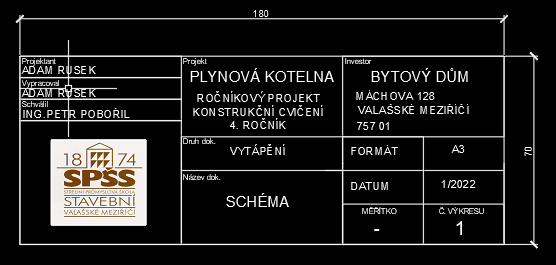 180
Projektant
ADAM RUSEK
Vypracoval
ADAM RUSEK
Schválil
ING.PETR POBOŘIL
18 74
SPŠS
STŘEDNÍ PRŮMYSLOVÁ ŠKOLA
STAVEBNÍ
VALAŠSKÉ MEZIŘÍČÍ
Projekt
PLYNOVÁ KOTELNA
ROČNÍKOVÝ PROJEKT
KONSTRUKČNÍ CVIČENÍ
4. ROČNÍK
Druh dok.
VYTÁPĚNÍ
Název dok.
SCHÉMA
Investor
BYTOVÝ DŮM
MÁCHOVA 128
VALAŠSKÉ MEZIŘÍČÍ
757 01
FORMÁT A3
DATUM 1/2022
MĚŘÍTKO Č. VÝKRESU
- 1
70